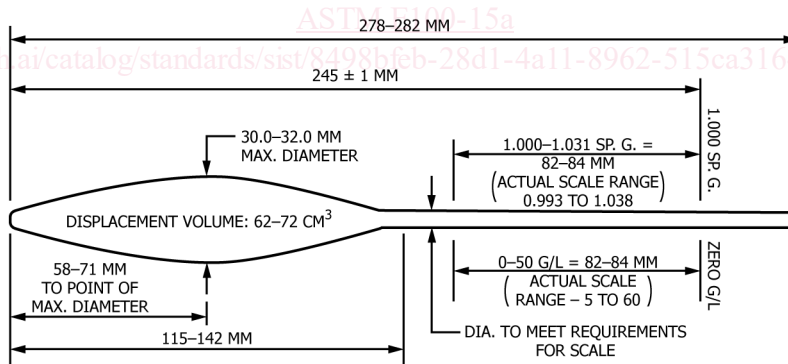 ASTM E100-15a
278–282 MM
ai/catalog/standards/sist/8498bfeb-28d1-4a11-8962-515ca316
245 ± 1 MM
30.0–32.0 MM
MAX. DIAMETER
1.000–1.031 SP. G. =
82–84 MM
(ACTUAL SCALE RANGE)
0.993 TO 1.038
1.000 SP. G.
DISPLACEMENT VOLUME: 62–72 CM³
58–71 MM
TO POINT OF
MAX. DIAMETER
0–50 G/L = 82–84 MM
( ACTUAL SCALE
RANGE – 5 TO 60 )
ZERO G/L
115–142 MM
DIA. TO MEET REQUIREMENTS
FOR SCALE